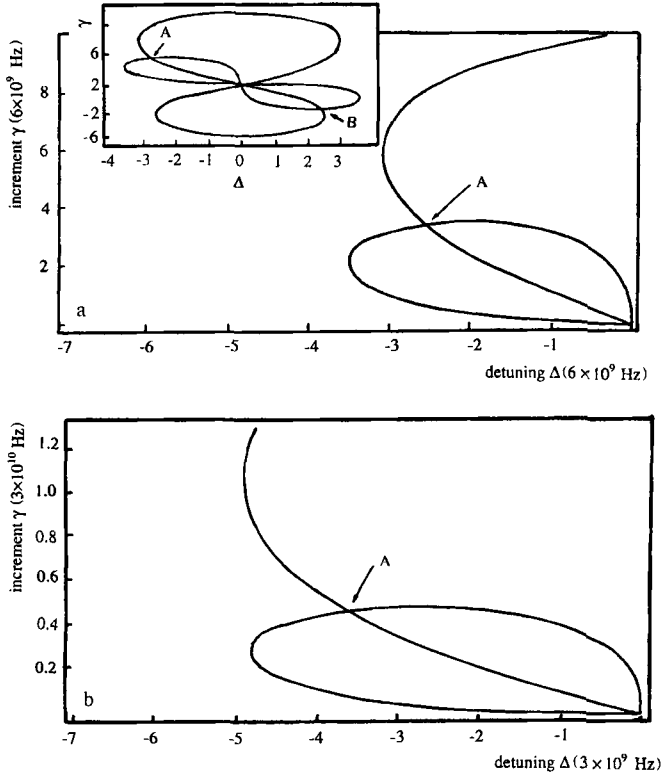 γ
A
6
2
-2
-6
B
-4 -3 -2 -1 0 1 2 3
Δ
increment γ (6×10⁹ Hz)
8
6
4
2
A
a
-7 -6 -5 -4 -3 -2 -1
detuning Δ(6×10⁹ Hz)
increment γ (3×10¹⁰ Hz)
1.2
1.0
0.8
0.6
0.4
0.2
A
b
-7 -6 -5 -4 -3 -2 -1
detuning Δ(3×10⁹ Hz)